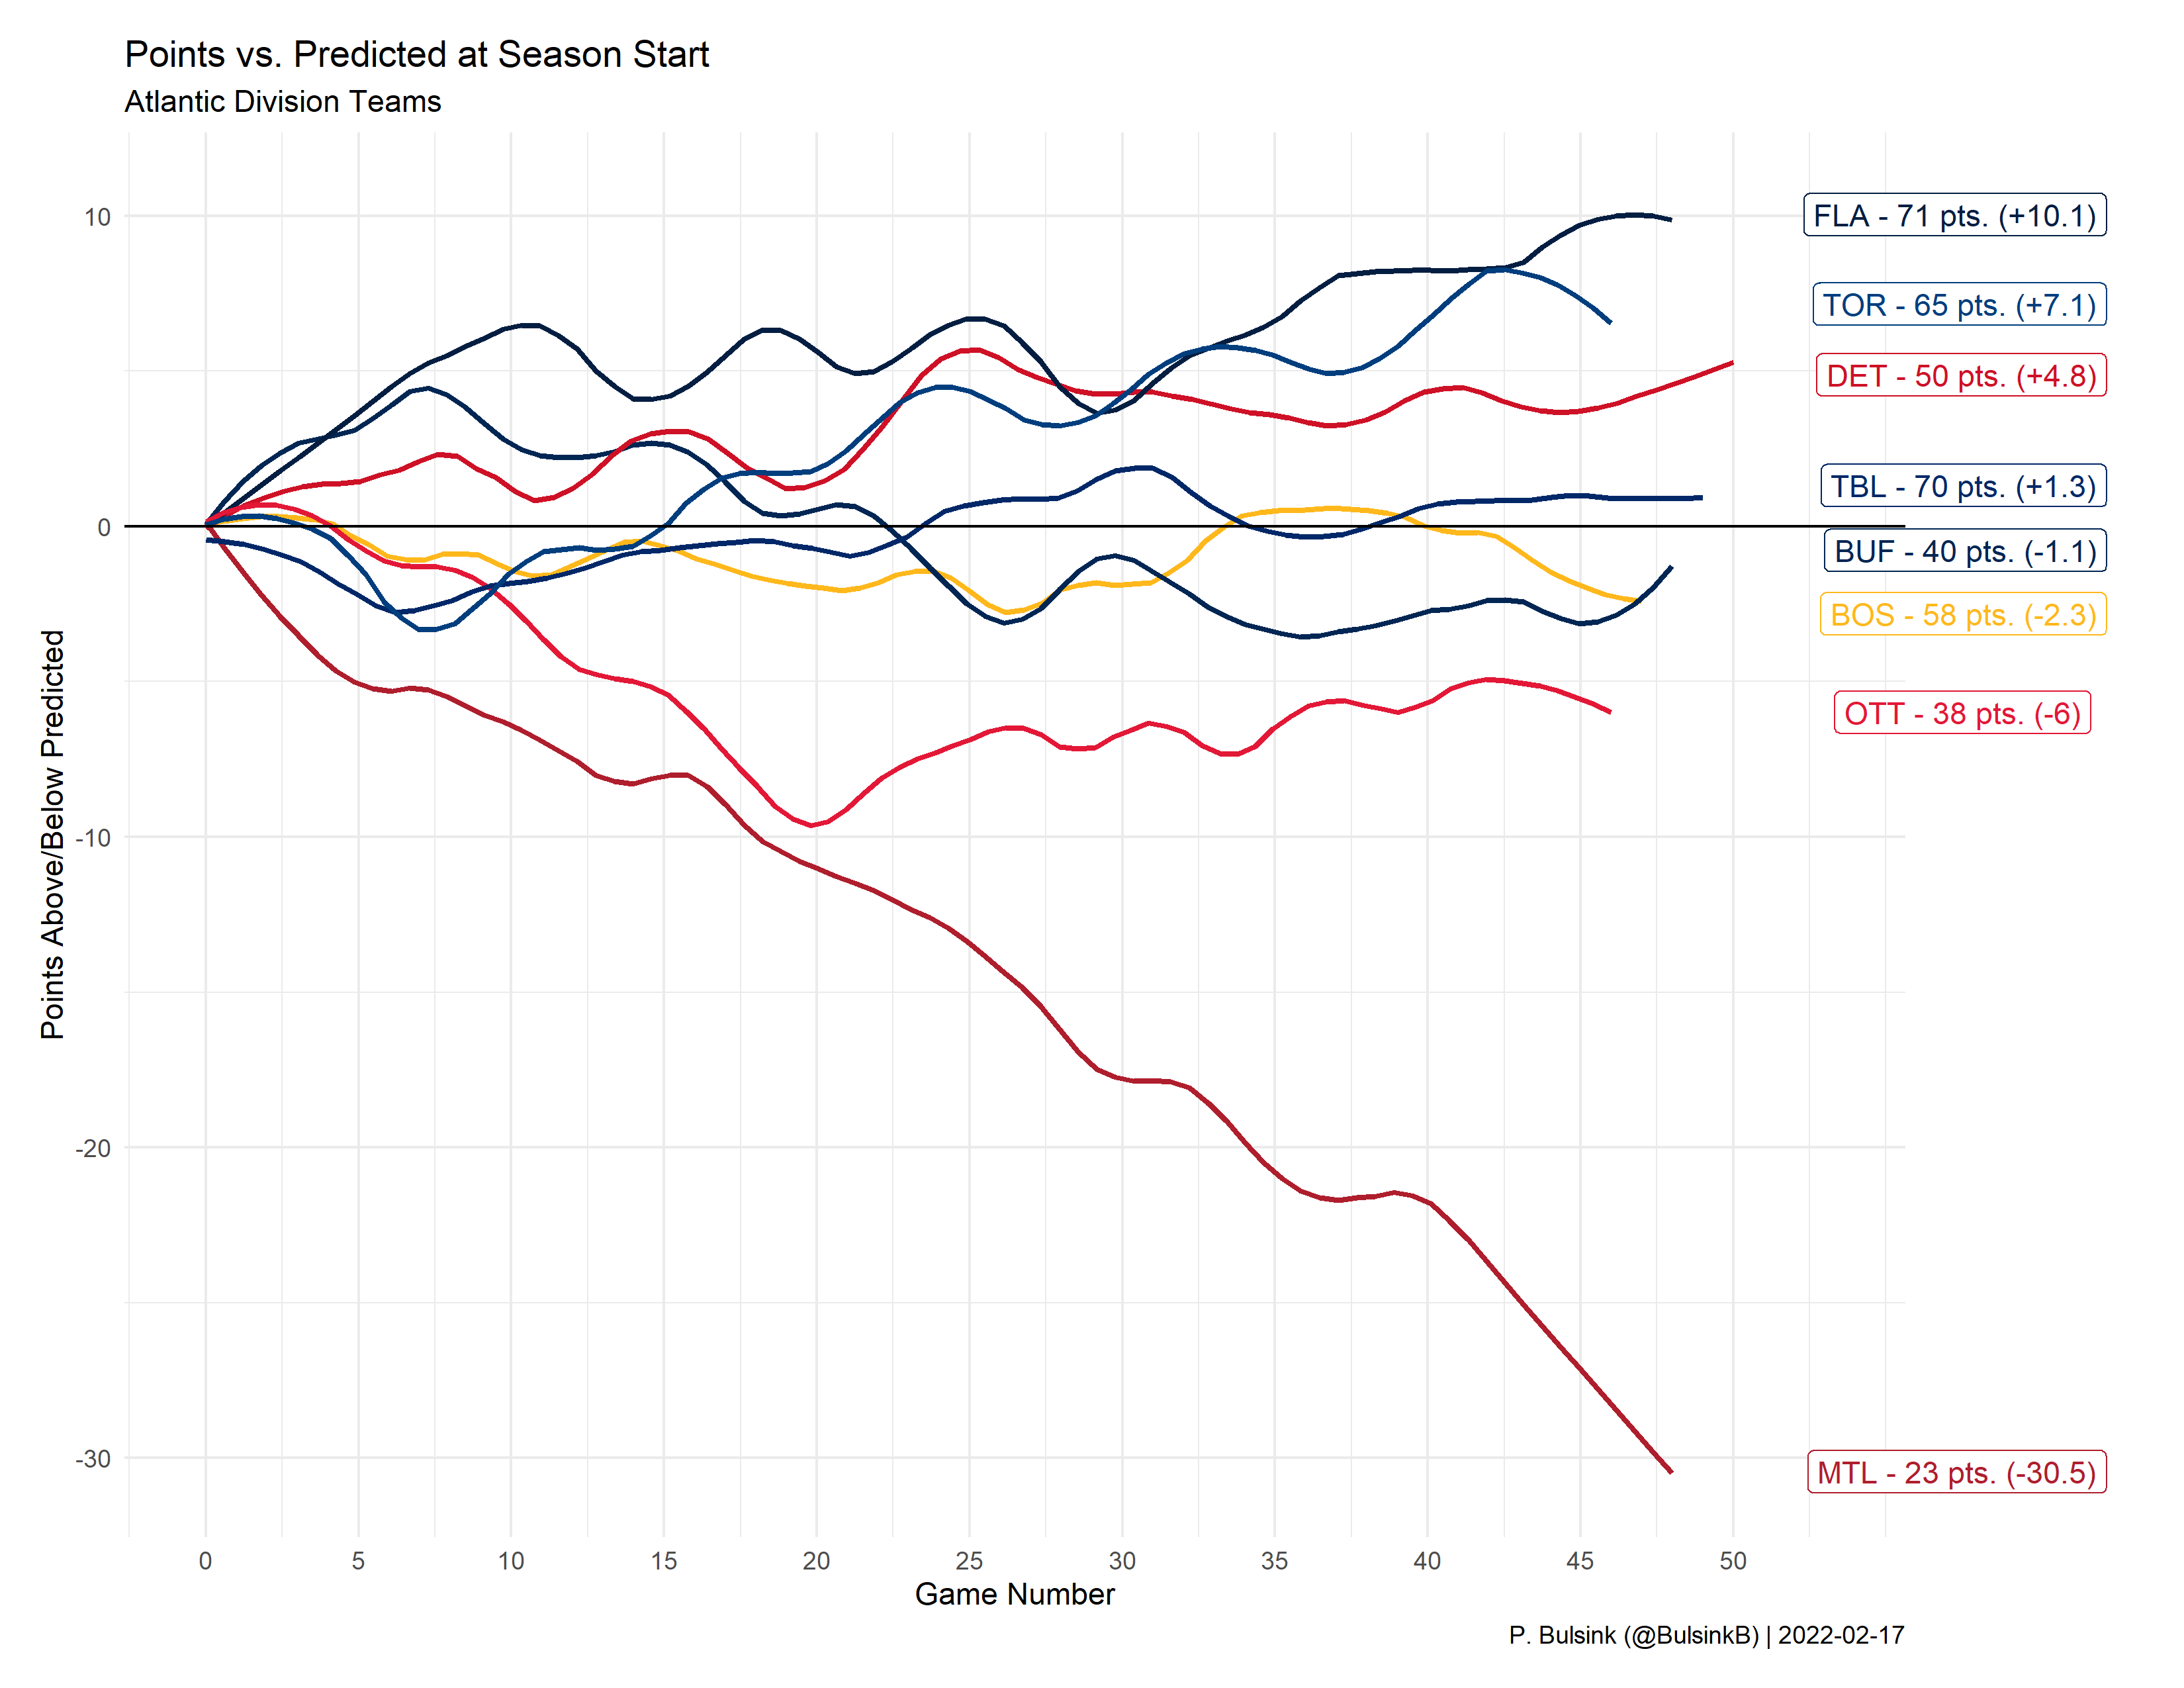 Points vs. Predicted at Season Start
Atlantic Division Teams
Points Above/Below Predicted
10
0
-10
-20
-30
FLA - 71 pts. (+10.1)
TOR - 65 pts. (+7.1)
DET - 50 pts. (+4.8)
TBL - 70 pts. (+1.3)
BUF - 40 pts. (-1.1)
BOS - 58 pts. (-2.3)
OTT - 38 pts. (-6)
MTL - 23 pts. (-30.5)
0 5 10 15 20 25 30 35 40 45 50
Game Number
P. Bulsink (@BulsinkB) | 2022-02-17